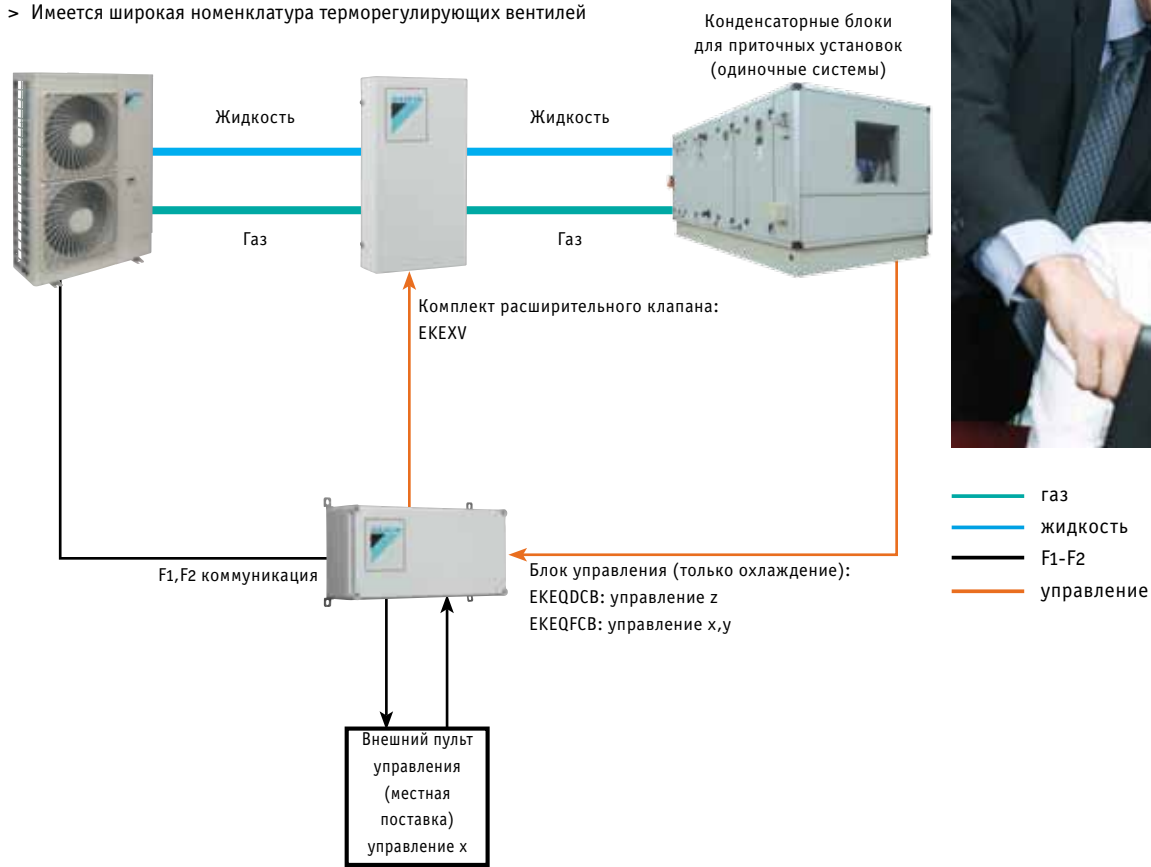 > Имеется широкая номенклатура терморегулирующих вентилей
Конденсаторные блоки
для приточных установок
(одиночные системы)
Жидкость
Жидкость
Газ
Газ
Комплект расширительного клапана:
EKEXV
газ
жидкость
F1-F2
управление
F1,F2 коммуникация
Блок управления (только охлаждение):
EKEQDCB: управление z
EKEQFCB: управление x,y
Внешний пульт
управления
(местная
поставка)
управление x